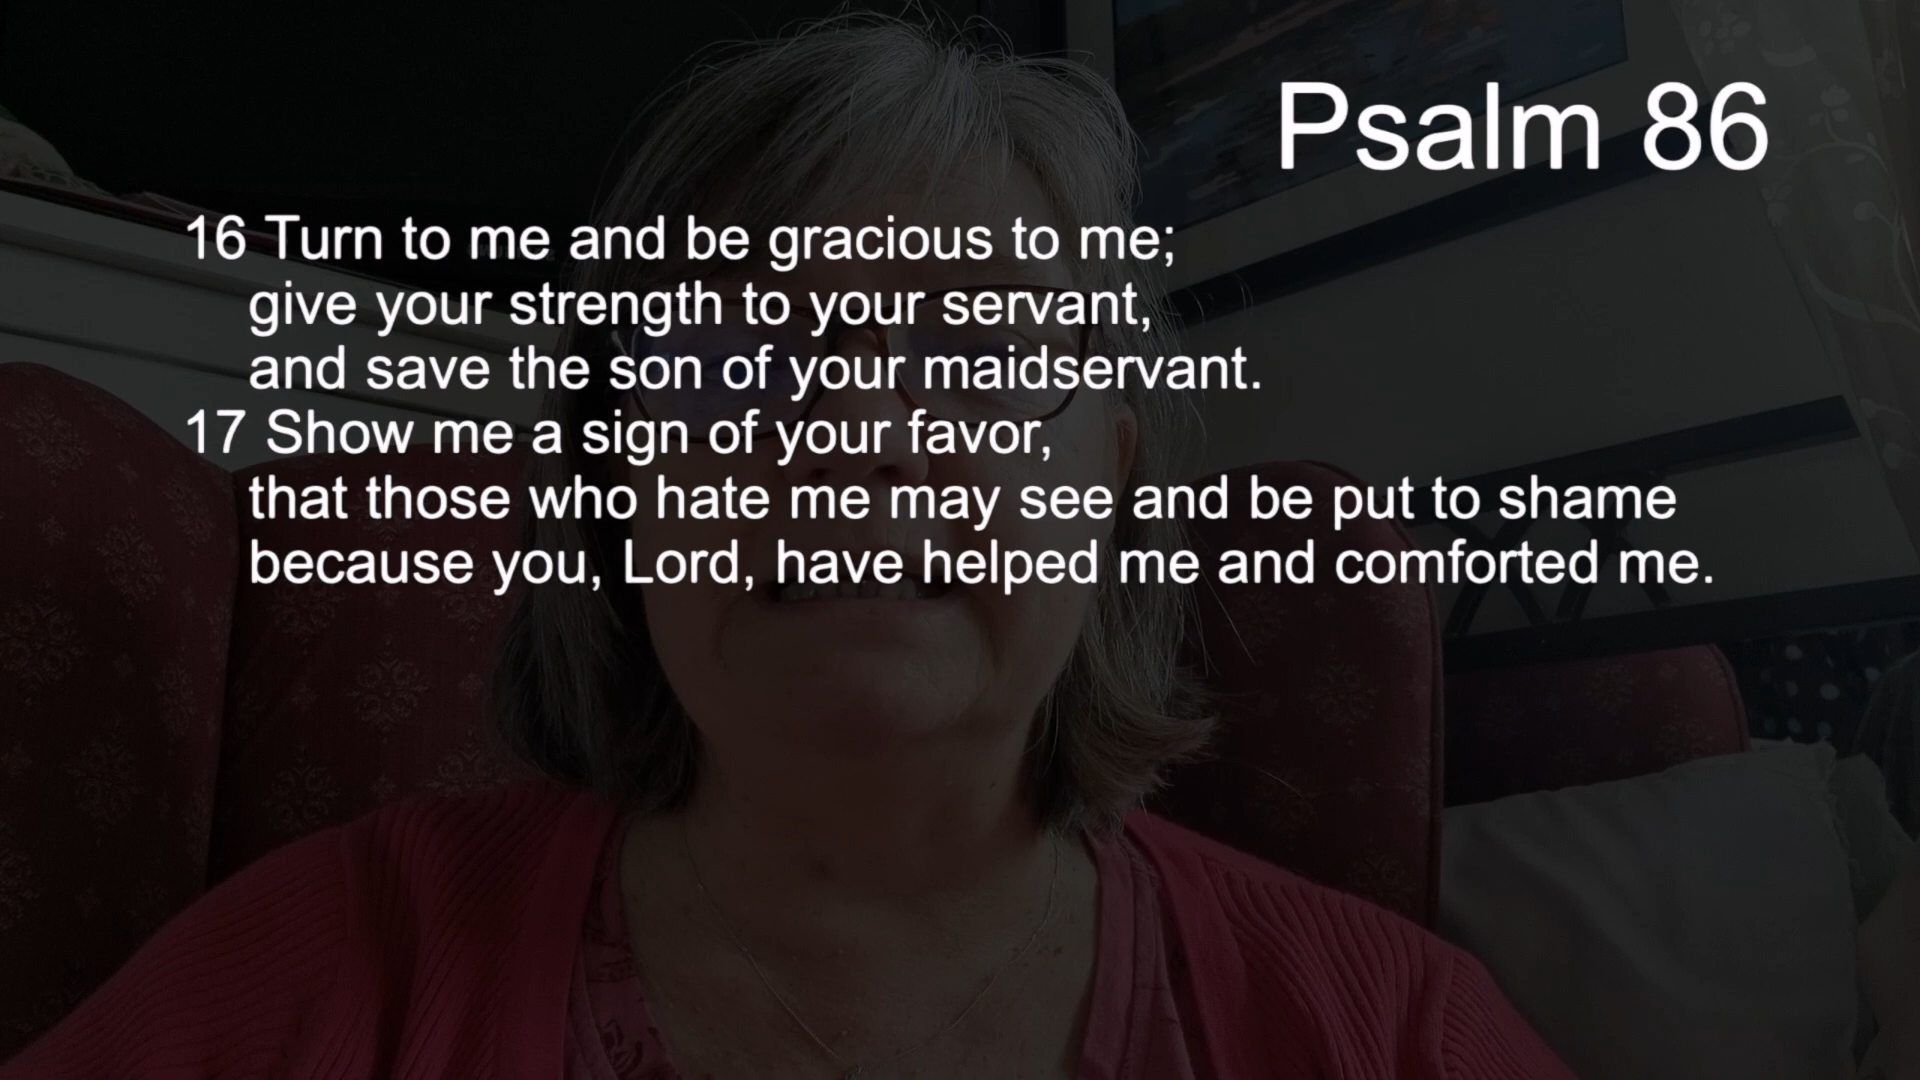 Psalm 86
16 Turn to me and be gracious to me;
give your strength to your servant,
and save the son of your maidservant.
17 Show me a sign of your favor,
that those who hate me may see and be put to shame
because you, Lord, have helped me and comforted me.